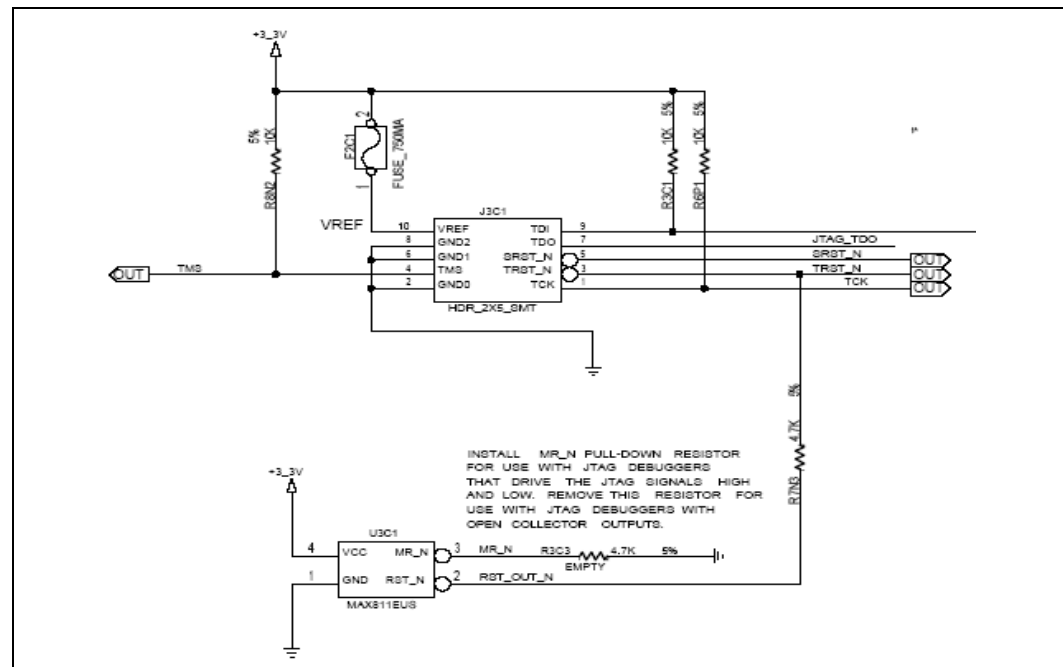 +3_3V
5% 10K
R8N2
2
F2C1
1
FUSE_750MA
10K 5%
R3C1
10K 5%
R6P1
VREF
J3C1
10 VREF TDI 9
8 GND2 TDO 7 JTAG_TDO
6 GND1 SRST_N 5 SRST_N OUT
OUT TMS 4 TMS TRST_N 3 TRST_N OUT
2 GND0 TCK 1 TCK OUT
HDR_2X5_SMT
4.7K 5%
R7N3
INSTALL MR_N PULL-DOWN RESISTOR
FOR USE WITH JTAG DEBUGGERS
THAT DRIVE THE JTAG SIGNALS HIGH
AND LOW. REMOVE THIS RESISTOR FOR
USE WITH JTAG DEBUGGERS WITH
OPEN COLLECTOR OUTPUTS.
+3_3V
U3C1
4 VCC MR_N 3 MR_N R3C3 4.7K 5%
EMPTY
1 GND RST_N 2 RST_OUT_N
MAX811EUS